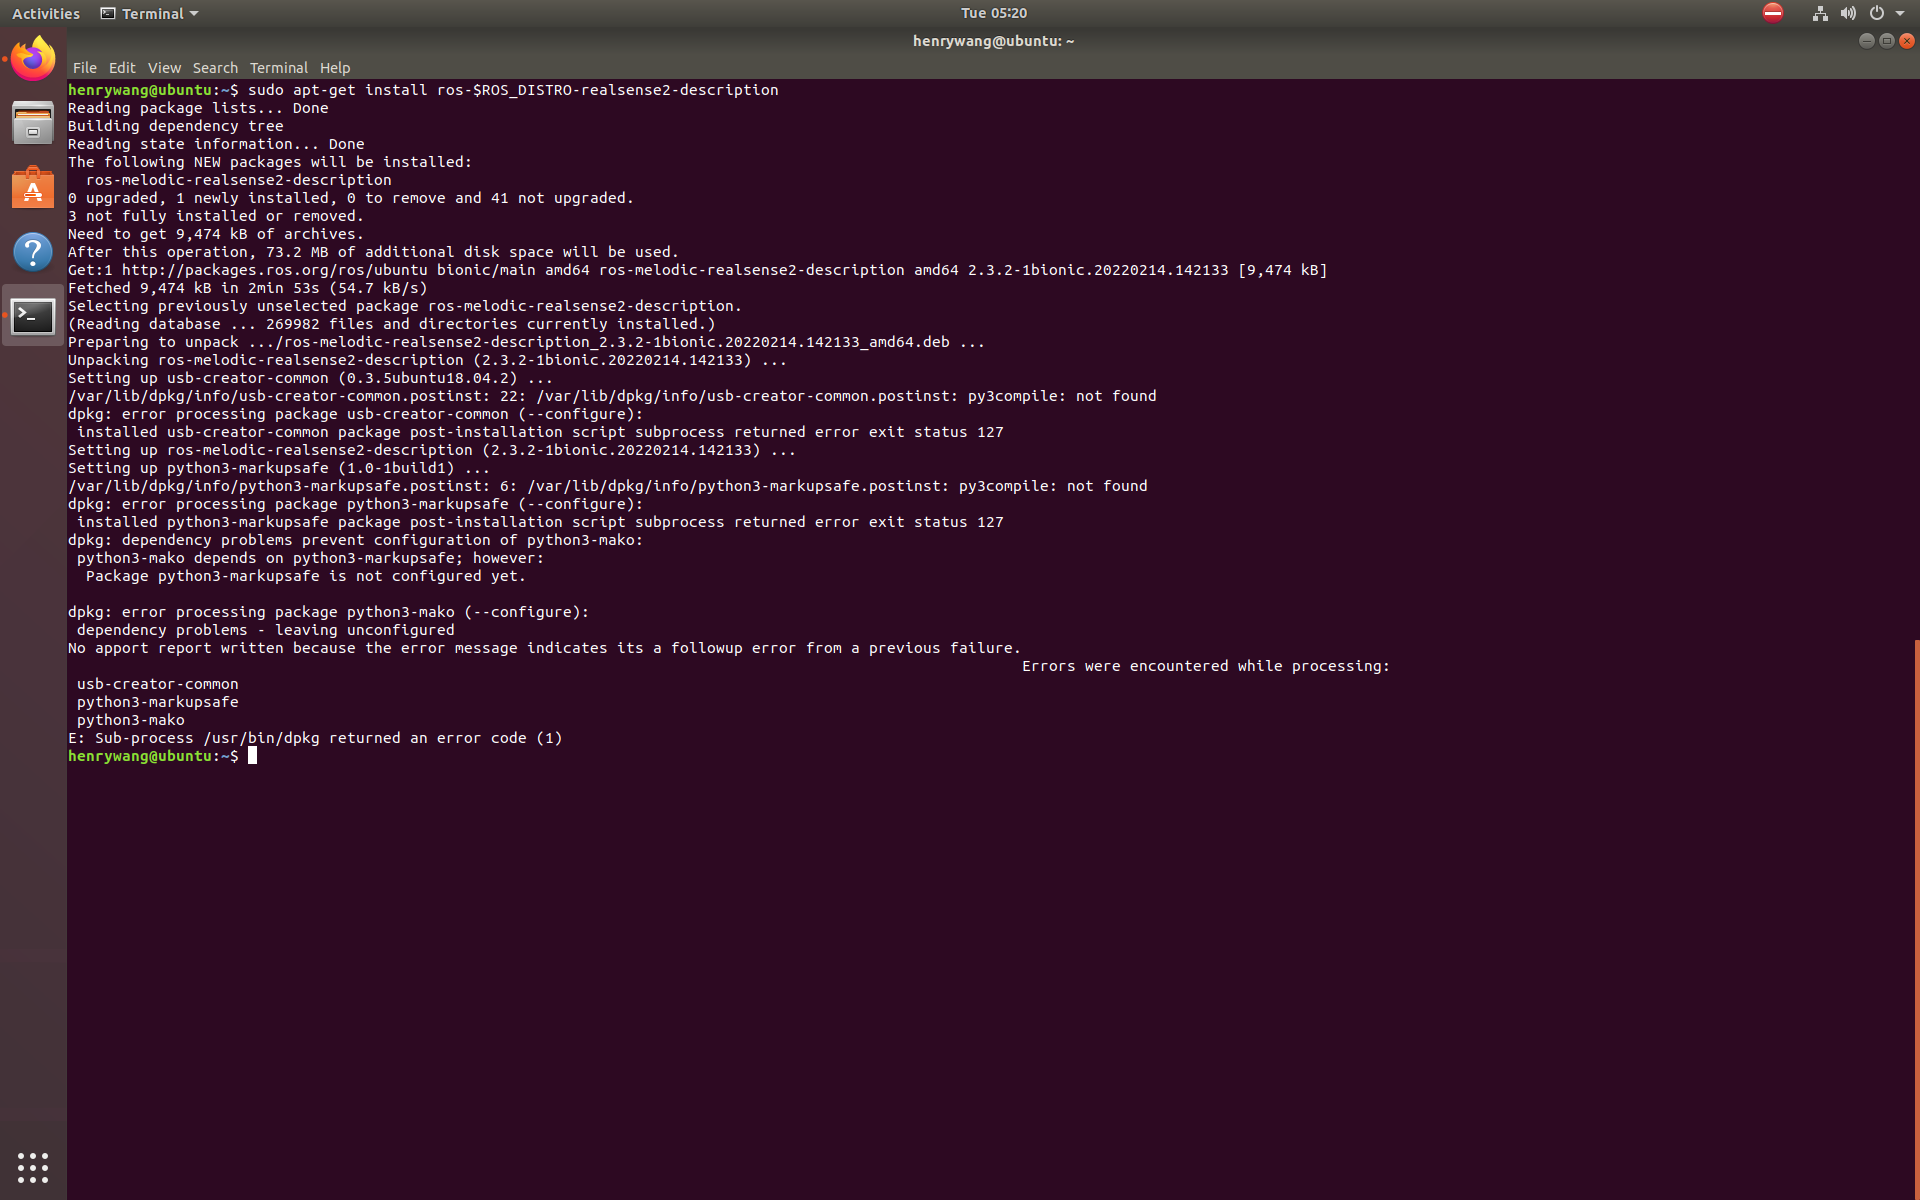 Activities Terminal Tue 05:20
henrywang@ubuntu: ~
File Edit View Search Terminal Help
henrywang@ubuntu:~$ sudo apt-get install ros-$ROS_DISTRO-realsense2-description
Reading package lists... Done
Building dependency tree
Reading state information... Done
The following NEW packages will be installed:
  ros-melodic-realsense2-description
0 upgraded, 1 newly installed, 0 to remove and 41 not upgraded.
3 not fully installed or removed.
Need to get 9,474 kB of archives.
After this operation, 73.2 MB of additional disk space will be used.
Get:1 http://packages.ros.org/ros/ubuntu bionic/main amd64 ros-melodic-realsense2-description amd64 2.3.2-1bionic.20220214.142133 [9,474 kB]
Fetched 9,474 kB in 2min 53s (54.7 kB/s)
Selecting previously unselected package ros-melodic-realsense2-description.
(Reading database ... 269982 files and directories currently installed.)
Preparing to unpack .../ros-melodic-realsense2-description_2.3.2-1bionic.20220214.142133_amd64.deb ...
Unpacking ros-melodic-realsense2-description (2.3.2-1bionic.20220214.142133) ...
Setting up usb-creator-common (0.3.5ubuntu18.04.2) ...
/var/lib/dpkg/info/usb-creator-common.postinst: 22: /var/lib/dpkg/info/usb-creator-common.postinst: py3compile: not found
dpkg: error processing package usb-creator-common (--configure):
 installed usb-creator-common package post-installation script subprocess returned error exit status 127
Setting up ros-melodic-realsense2-description (2.3.2-1bionic.20220214.142133) ...
Setting up python3-markupsafe (1.0-1build1) ...
/var/lib/dpkg/info/python3-markupsafe.postinst: 6: /var/lib/dpkg/info/python3-markupsafe.postinst: py3compile: not found
dpkg: error processing package python3-markupsafe (--configure):
 installed python3-markupsafe package post-installation script subprocess returned error exit status 127
dpkg: dependency problems prevent configuration of python3-mako:
 python3-mako depends on python3-markupsafe; however:
  Package python3-markupsafe is not configured yet.
dpkg: error processing package python3-mako (--configure):
 dependency problems - leaving unconfigured
No apport report written because the error message indicates its a followup error from a previous failure.
Errors were encountered while processing:
 usb-creator-common
 python3-markupsafe
 python3-mako
E: Sub-process /usr/bin/dpkg returned an error code (1)
henrywang@ubuntu:~$